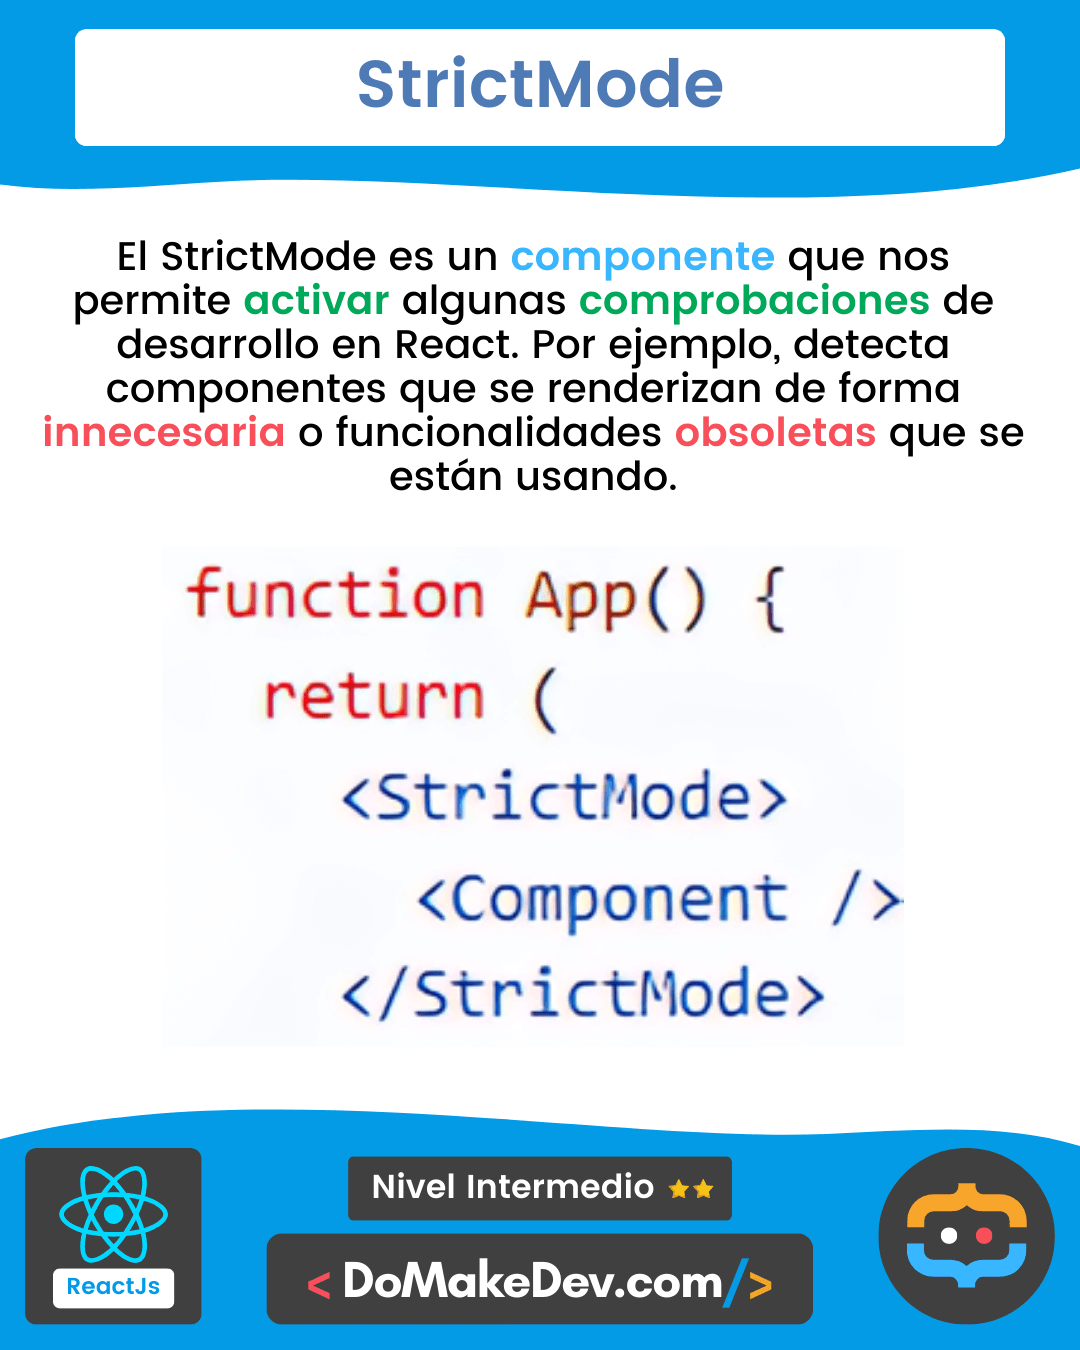 StrictMode
El StrictMode es un componente que nos
permite activar algunas comprobaciones de
desarrollo en React. Por ejemplo, detecta
componentes que se renderizan de forma
innecesaria o funcionalidades obsoletas que se
están usando.
function App() {
return (
<StrictMode>
<Component />
</StrictMode>
Nivel Intermedio
ReactJs
< DoMakeDev.com/>